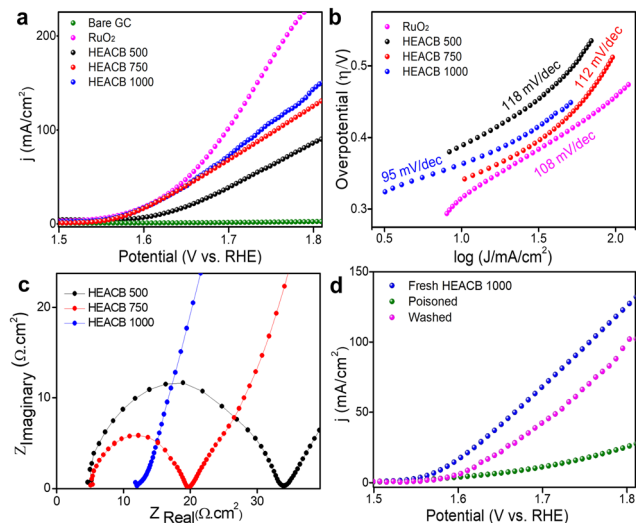 a
Bare GC
RuO₂
HEACB 500
HEACB 750
HEACB 1000
200
100
0
j (mA/cm²)
1.5 1.6 1.7 1.8
Potential (V vs. RHE)
b
RuO₂
HEACB 500
HEACB 750
HEACB 1000
118 mV/dec
112 mV/dec
95 mV/dec
108 mV/dec
0.5
0.4
0.3
Overpotential (η/V)
0.5 1.0 1.5 2.0
log (J/mA/cm²)
c
HEACB 500
HEACB 750
HEACB 1000
20
10
0
Z Imaginary (Ω.cm²)
0 10 20 30
Z Real(Ω.cm²)
d
Fresh HEACB 1000
Poisoned
Washed
150
100
50
0
j (mA/cm²)
1.5 1.6 1.7 1.8
Potential (V vs. RHE)